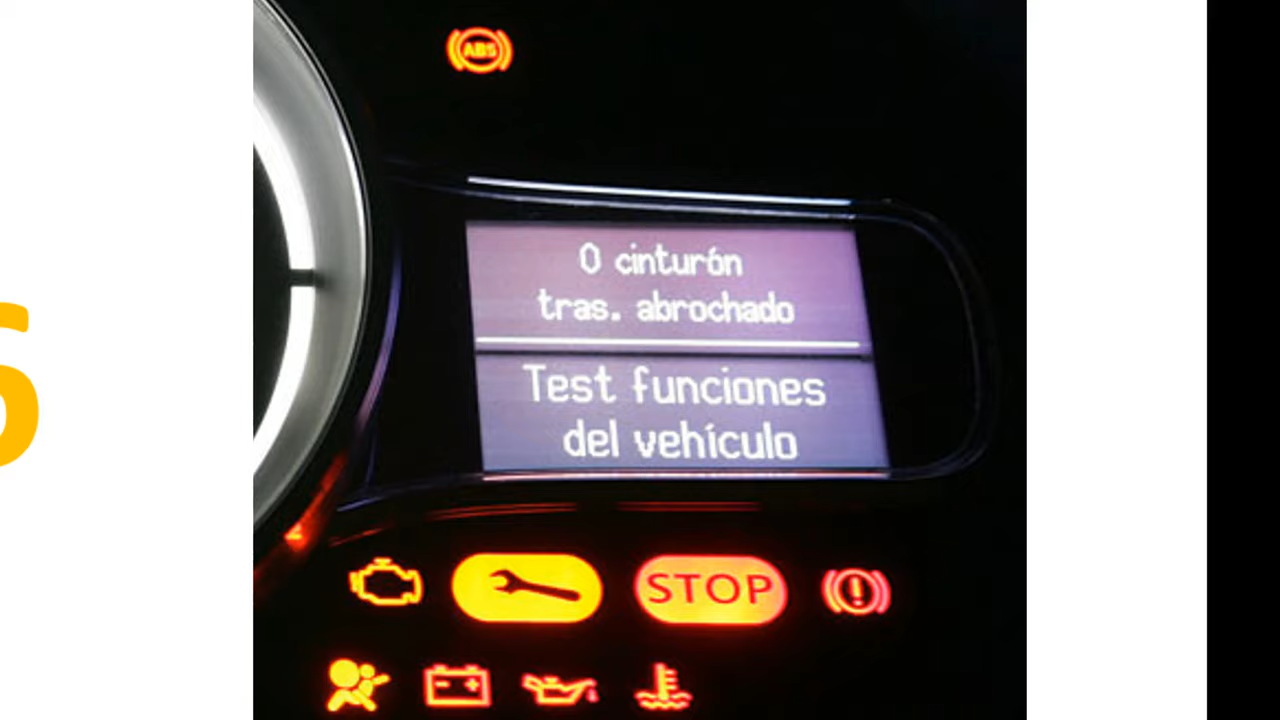 ABS
0 cinturón
tras. abrochado
Test funciones
del vehículo
STOP